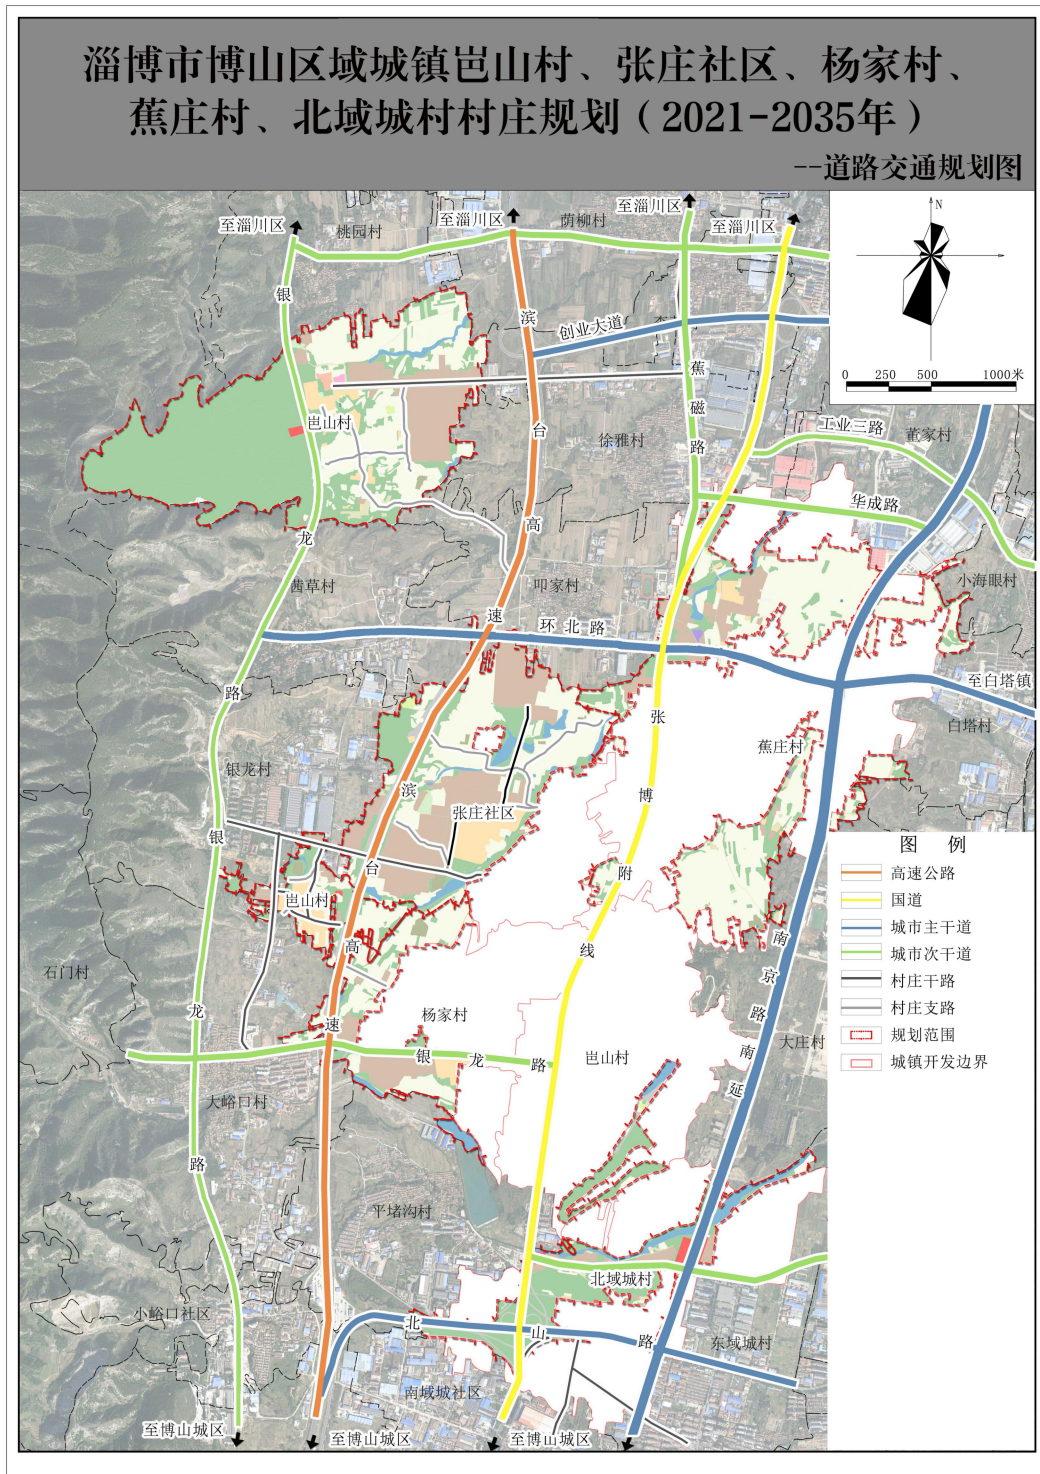 淄博市博山区域城镇岜山村、张庄社区、杨家村、
蕉庄村、北域城村村庄规划（2021-2035年）
--道路交通规划图
至淄川区
至淄川区
至淄川区
至淄川区
桃园村
荫柳村
N
0 250 500 1000米
银
滨
创业大道
蕉
磁
路
岜山村
台
徐雅村
工业三路
董家村
华成路
高
龙
茜草村
叩家村
小海眼村
速
环北路
至白塔镇
路
张
白塔村
蕉庄村
银龙村
滨
博
张庄社区
银
台
附
岜山村
图 例
高速公路
国道
城市主干道
城市次干道
村庄干路
村庄支路
规划范围
城镇开发边界
高
线
南
京
路
南
延
石门村
龙
速
杨家村
银 龙 路
岜山村
大庄村
大峪口村
路
平堵沟村
北域城村
小峪口社区
北 山 路
东域城村
南域城社区
至博山城区
至博山城区
至博山城区